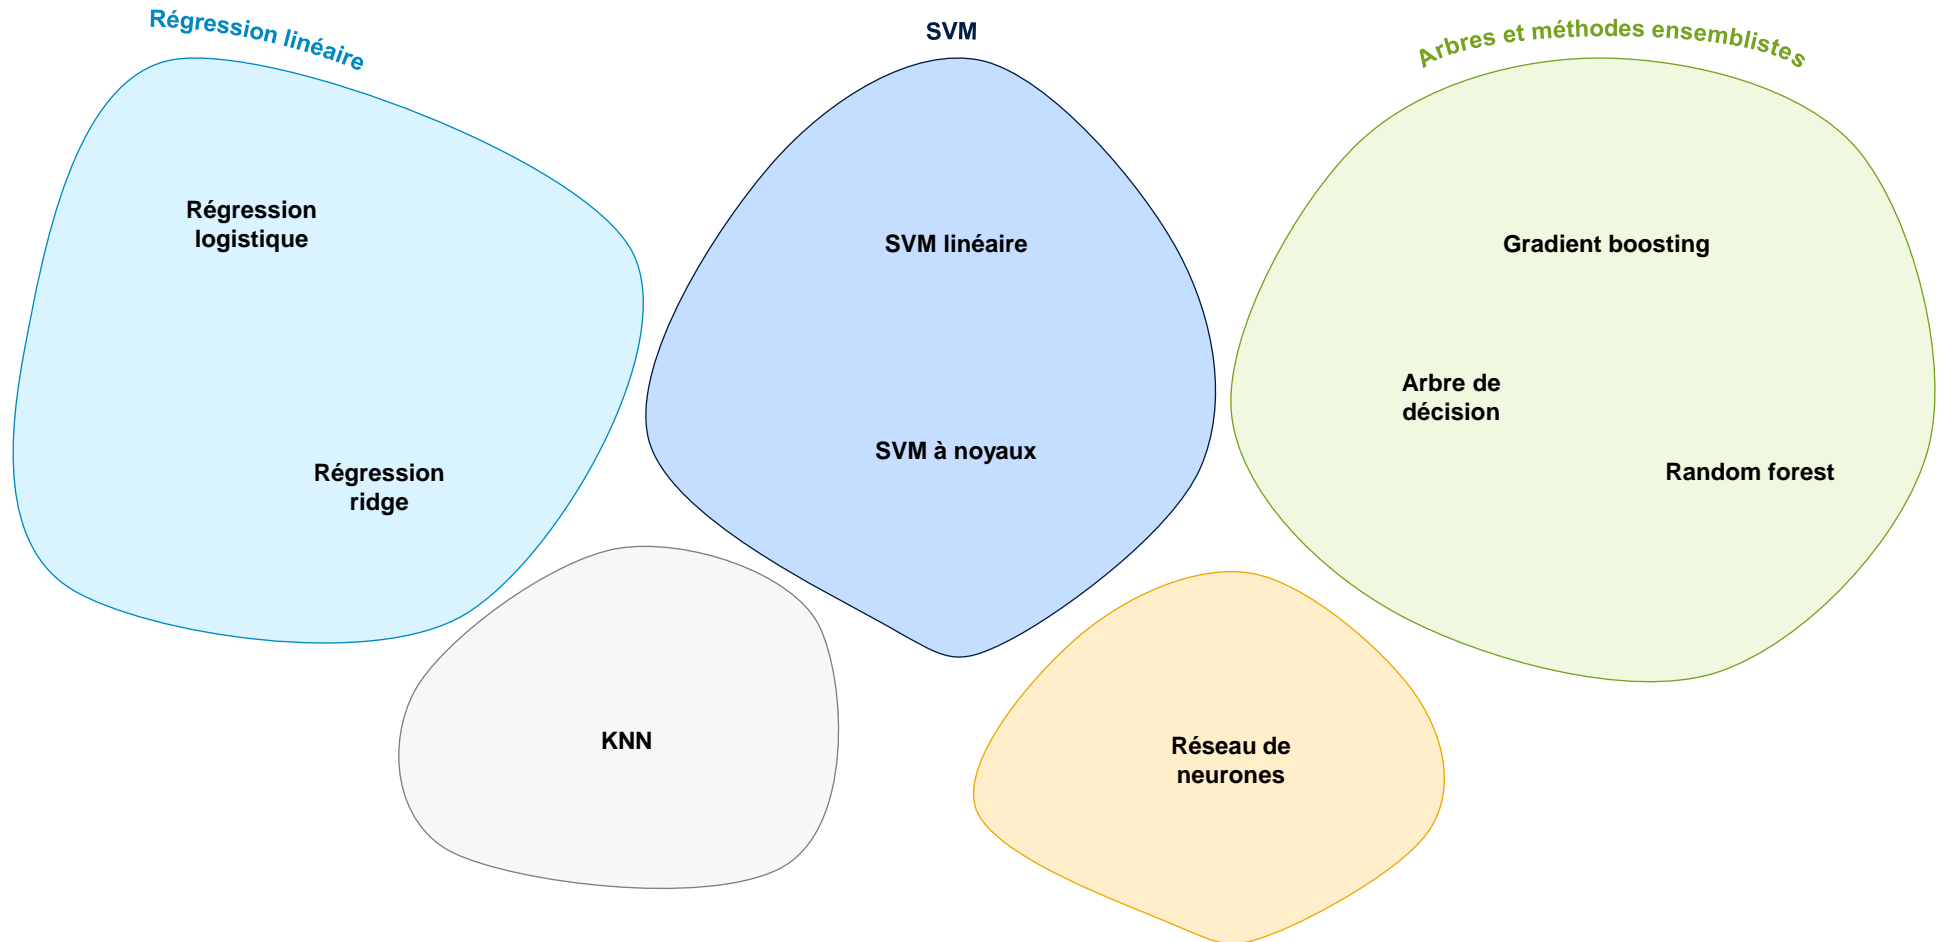 Régression linéaire
SVM
Arbres et méthodes ensemblistes
Régression
logistique
Régression
ridge
SVM linéaire
SVM à noyaux
Gradient boosting
Arbre de
décision
Random forest
KNN
Réseau de
neurones